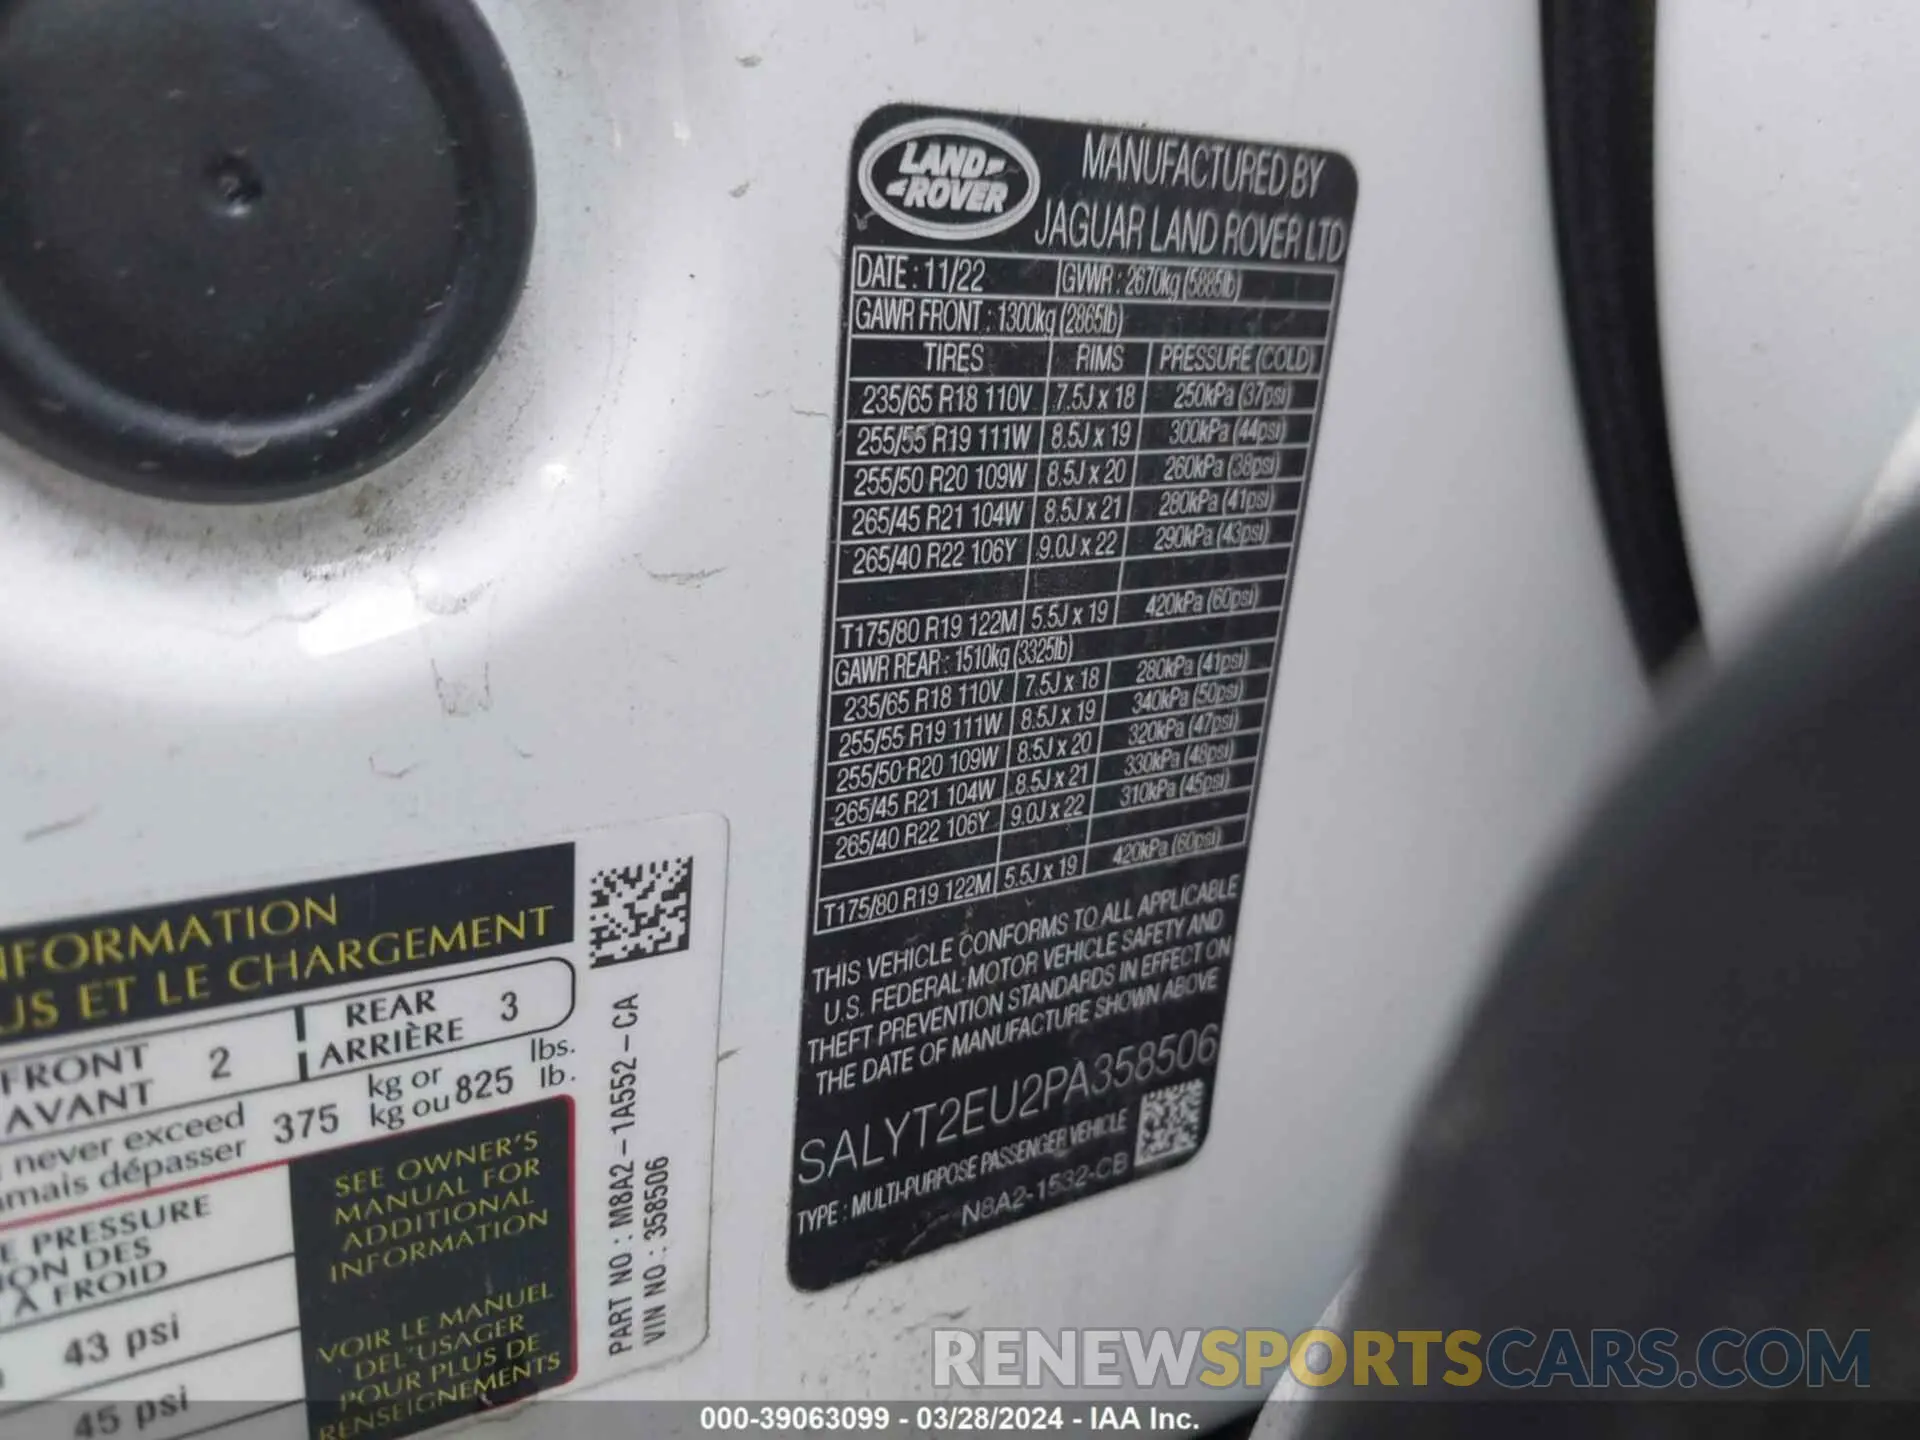 LAND
ROVER
MANUFACTURED BY
JAGUAR LAND ROVER LTD
DATE : 11/22 GVWR : 2670kg (5885lb)
GAWR FRONT : 1300kg (2865lb)
TIRES RIMS PRESSURE (COLD)
235/65 R18 110V 7.5J x 18 250kPa (37psi)
255/55 R19 111W 8.5J x 19 300kPa (44psi)
255/50 R20 109W 8.5J x 20 260kPa (38psi)
265/45 R21 104W 8.5J x 21 280kPa (41psi)
265/40 R22 106Y 9.0J x 22 290kPa (43psi)
T175/80 R19 122M 5.5J x 19 420kPa (60psi)
GAWR REAR : 1510kg (3325lb)
235/65 R18 110V 7.5J x 18 280kPa (41psi)
255/55 R19 111W 8.5J x 19 340kPa (50psi)
255/50 R20 109W 8.5J x 20 320kPa (47psi)
265/45 R21 104W 8.5J x 21 330kPa (48psi)
265/40 R22 106Y 9.0J x 22 310kPa (45psi)
T175/80 R19 122M 5.5J x 19 420kPa (60psi)
THIS VEHICLE CONFORMS TO ALL APPLICABLE
U.S. FEDERAL MOTOR VEHICLE SAFETY AND
THEFT PREVENTION STANDARDS IN EFFECT ON
THE DATE OF MANUFACTURE SHOWN ABOVE
SALYT2EU2PA358506
TYPE : MULTI-PURPOSE PASSENGER VEHICLE
N8A2-1532-CB
NFORMATION
US ET LE CHARGEMENT
FRONT 2 REAR 3
AVANT ARRIÈRE
never exceed 375 kg or 825 lbs.
amais dépasser kg ou lb.
E PRESSURE
ION DES
À FROID
43 psi
45 psi
SEE OWNER'S
MANUAL FOR
ADDITIONAL
INFORMATION
VOIR LE MANUEL
DE L'USAGER
POUR PLUS DE
RENSEIGNEMENTS
PART NO : M8A2-1A552-CA
VIN NO : 358506
RENEWSPORTSCARS.COM
000-39063099 - 03/28/2024 - IAA Inc.